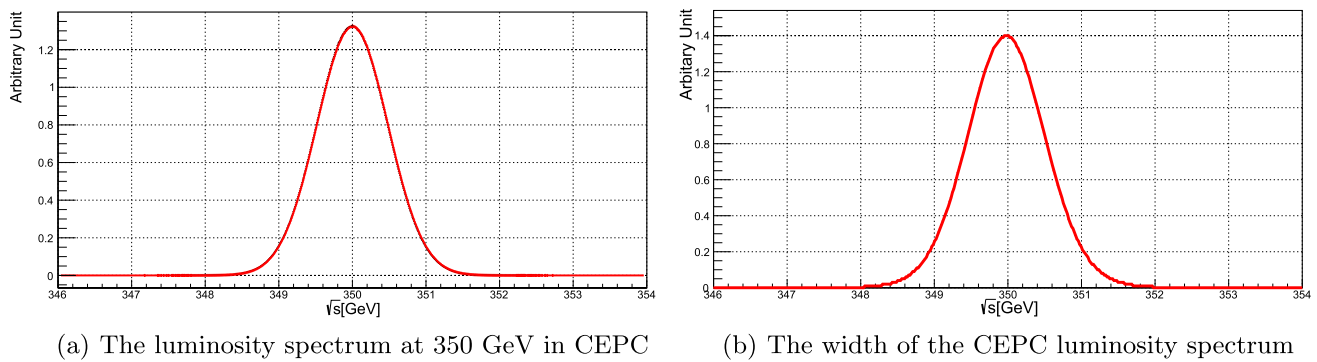 Arbitrary Unit
1.2
1
0.8
0.6
0.4
0.2
0
346 347 348 349 350 351 352 353 354
√s[GeV]
(a) The luminosity spectrum at 350 GeV in CEPC
Arbitary Unit
1.4
1.2
1
0.8
0.6
0.4
0.2
0
346 347 348 349 350 351 352 353 354
√s[GeV]
(b) The width of the CEPC luminosity spectrum